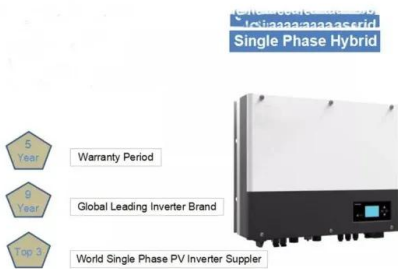 Single Phase Hybrid
5
Year
Warranty Period
9
Year
Global Leading Inverter Brand
Top 3
World Single Phase PV Inverter Suppler